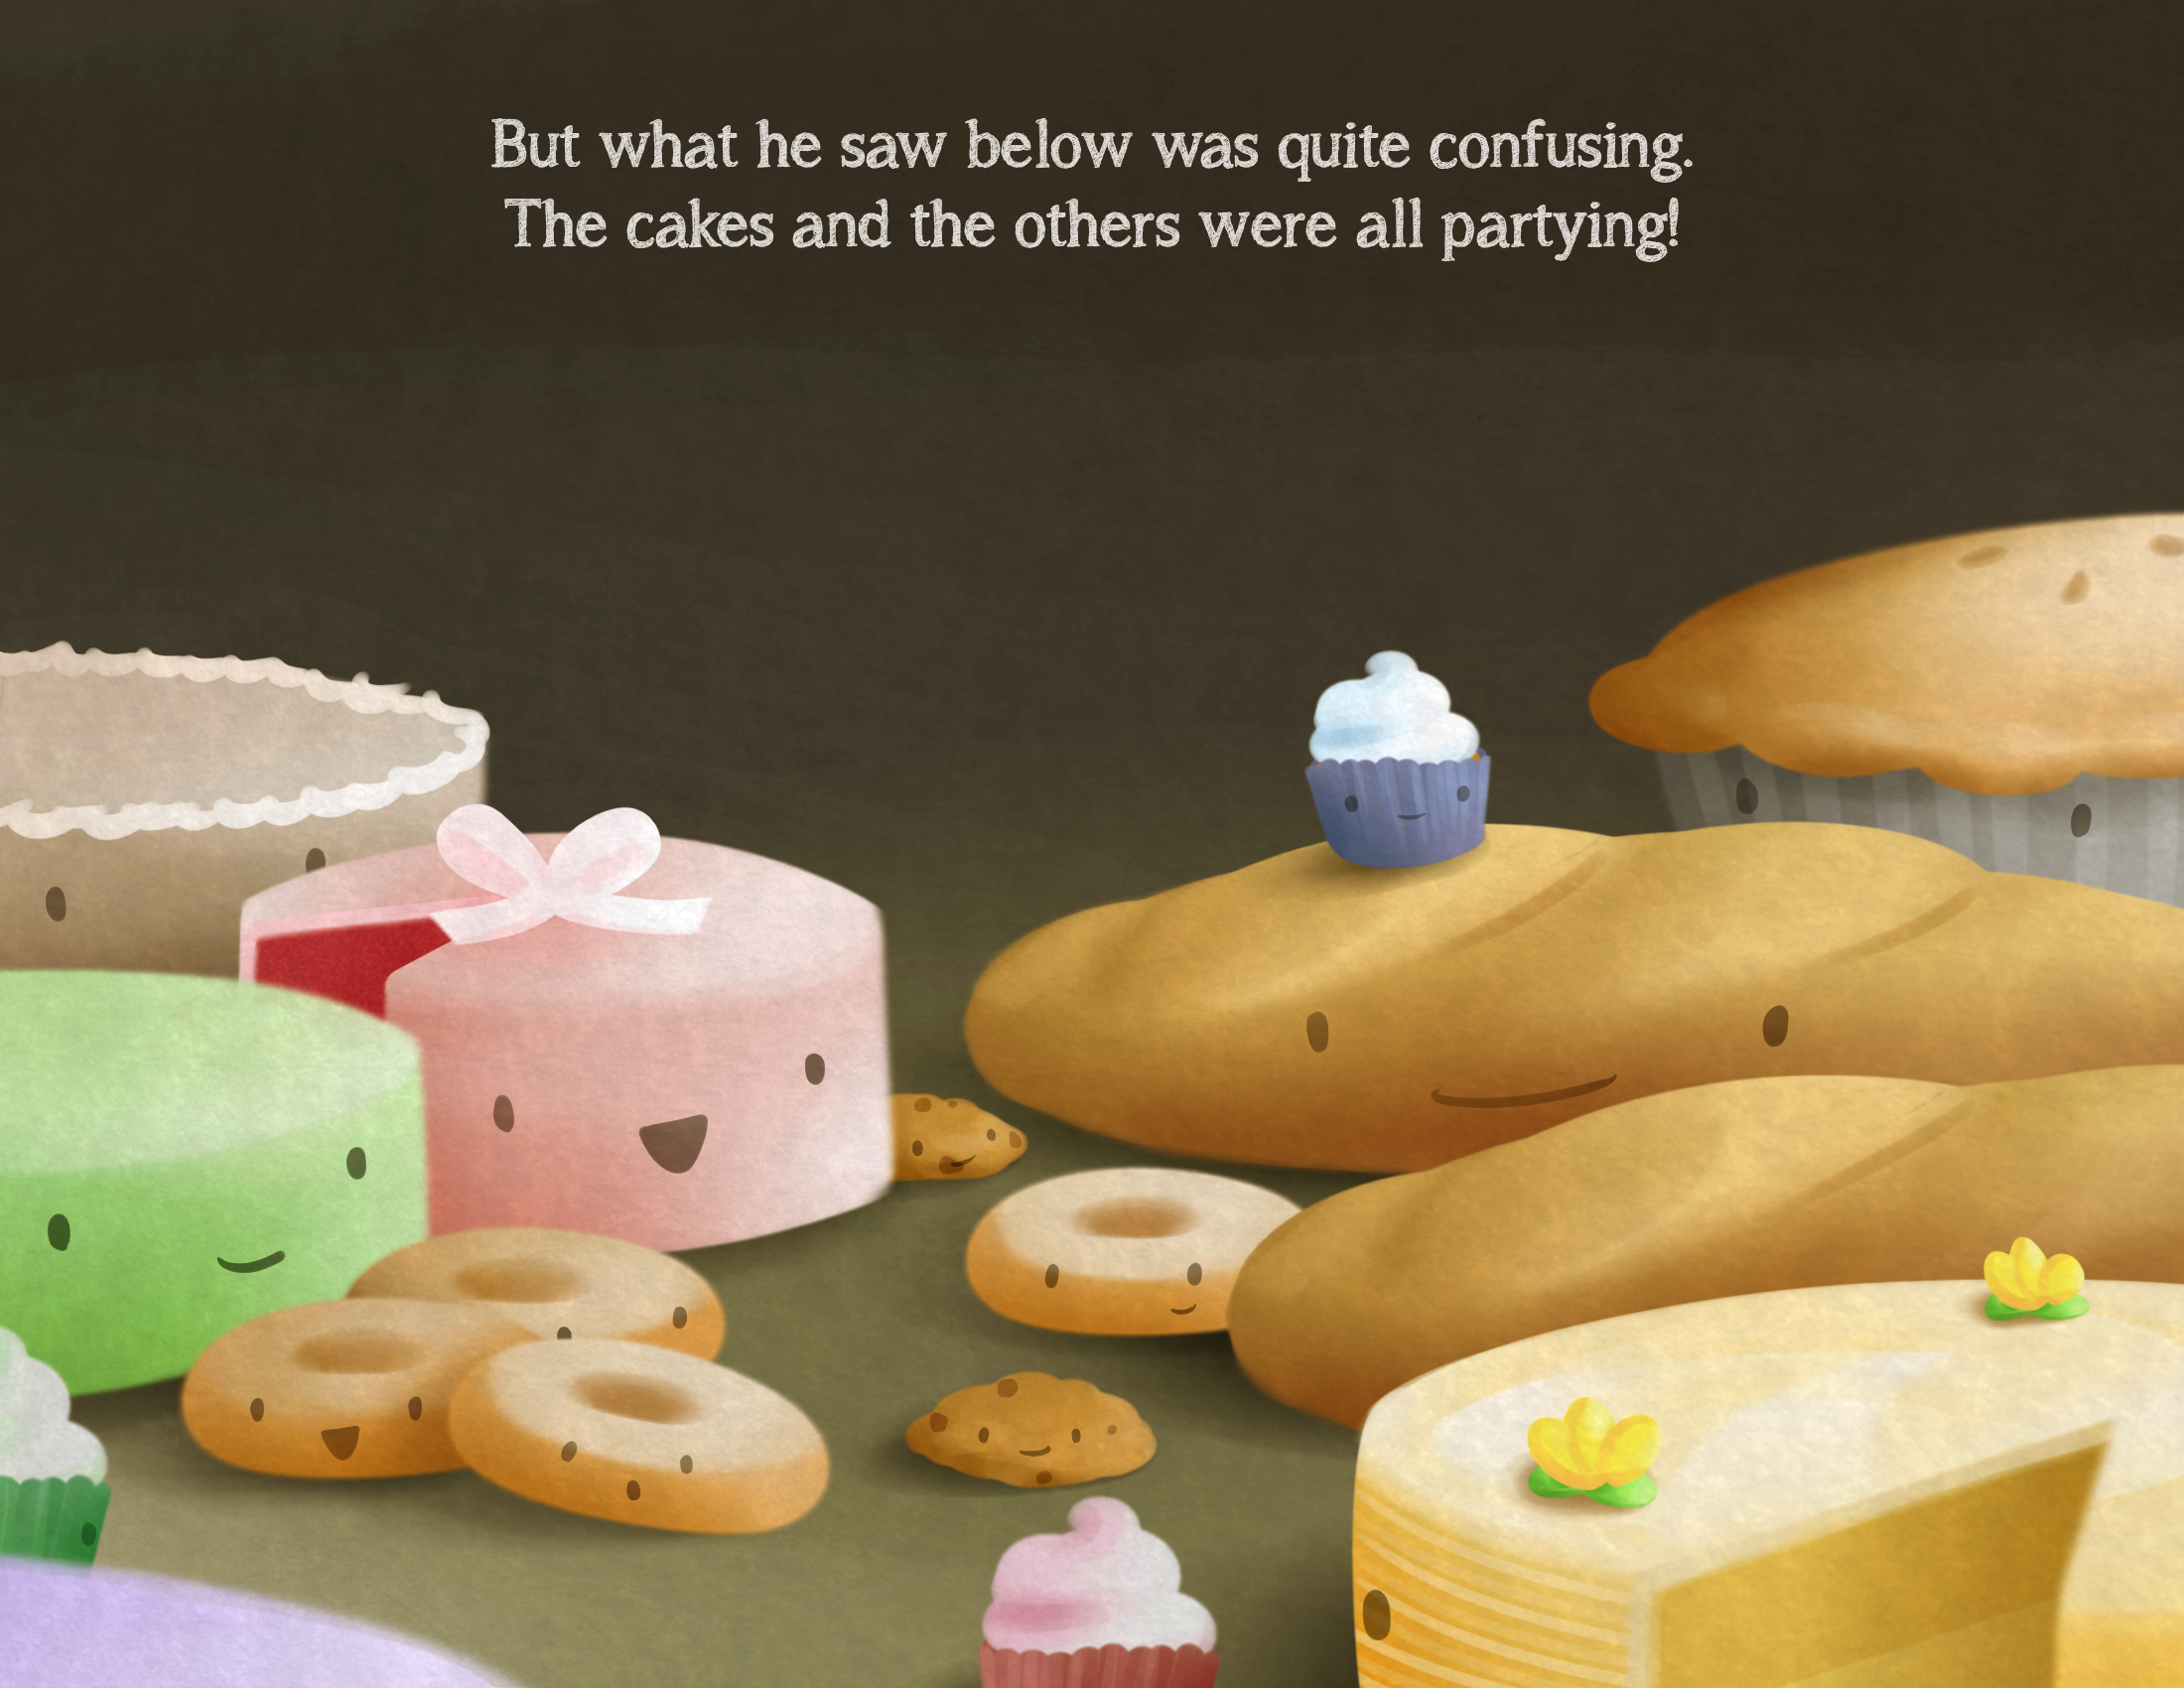 But what he saw below was quite confusing.
The cakes and the others were all partying!